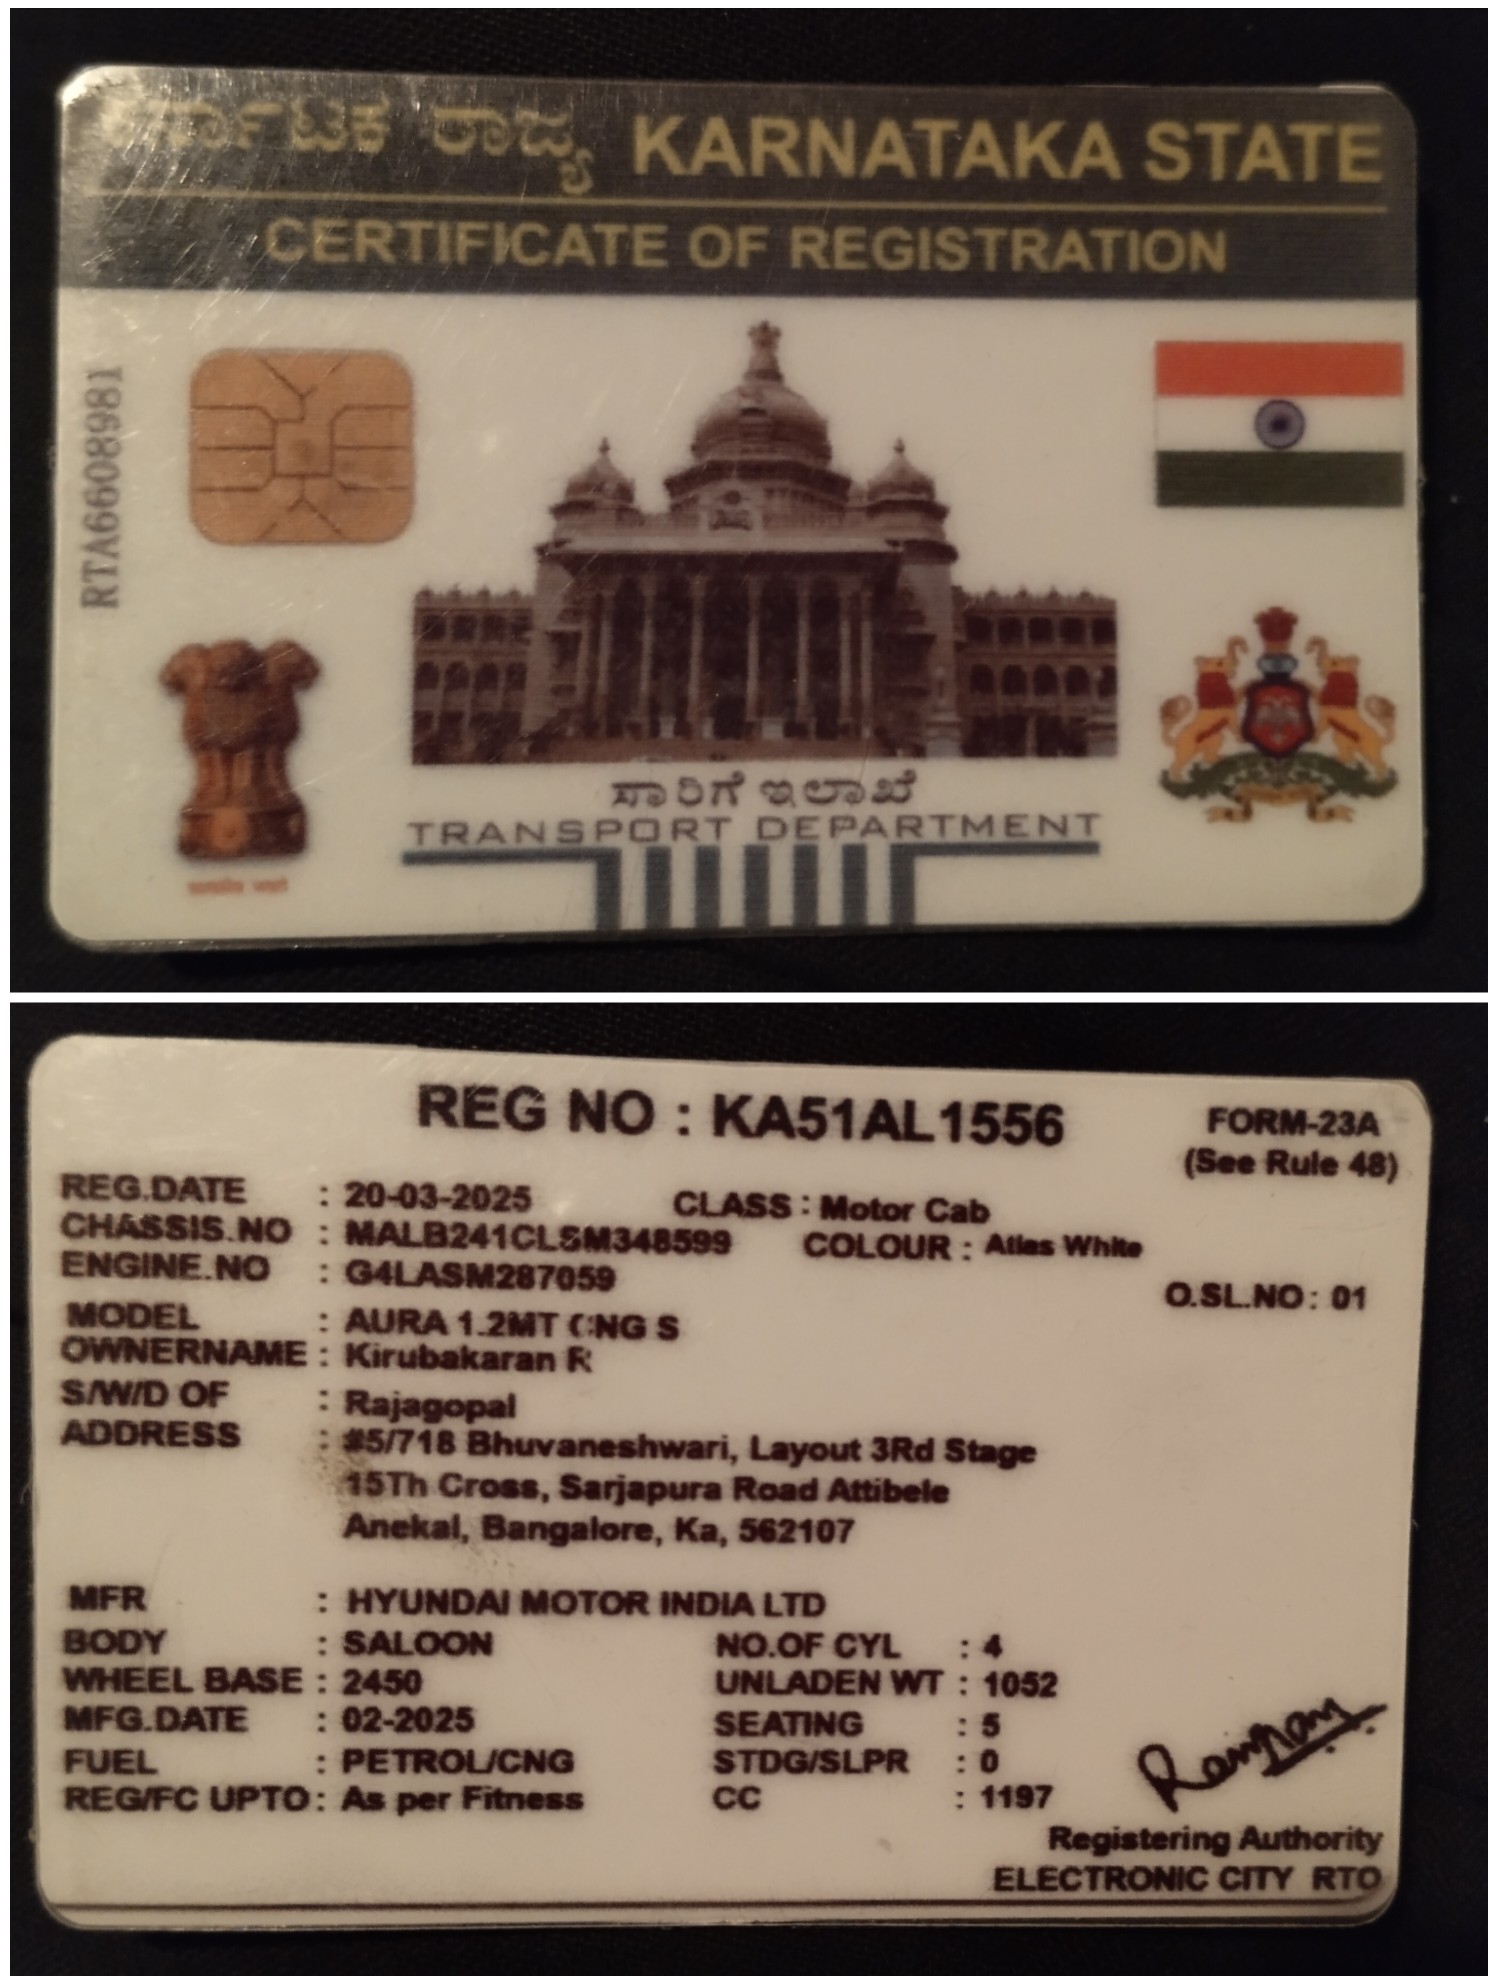 ಕರ್ನಾಟಕ ರಾಜ್ಯ KARNATAKA STATE
CERTIFICATE OF REGISTRATION
RTA6608981
ಸಾರಿಗೆ ಇಲಾಖೆ
TRANSPORT DEPARTMENT
REG NO : KA51AL1556
FORM-23A
(See Rule 48)
REG.DATE : 20-03-2025 CLASS : Motor Cab
CHASSIS.NO : MALB241CLSM348599 COLOUR : Atlas White
ENGINE.NO : G4LASM287059
O.SL.NO : 01
MODEL : AURA 1.2MT CNG S
OWNERNAME : Kirubakaran R
S/W/D OF : Rajagopal
ADDRESS : #5/718 Bhuvaneshwari, Layout 3Rd Stage
15Th Cross, Sarjapura Road Attibele
Anekal, Bangalore, Ka, 562107
MFR : HYUNDAI MOTOR INDIA LTD
BODY : SALOON NO.OF CYL : 4
WHEEL BASE : 2450 UNLADEN WT : 1052
MFG.DATE : 02-2025 SEATING : 5
FUEL : PETROL/CNG STDG/SLPR : 0
REG/FC UPTO : As per Fitness CC : 1197
Registering Authority
ELECTRONIC CITY RTO